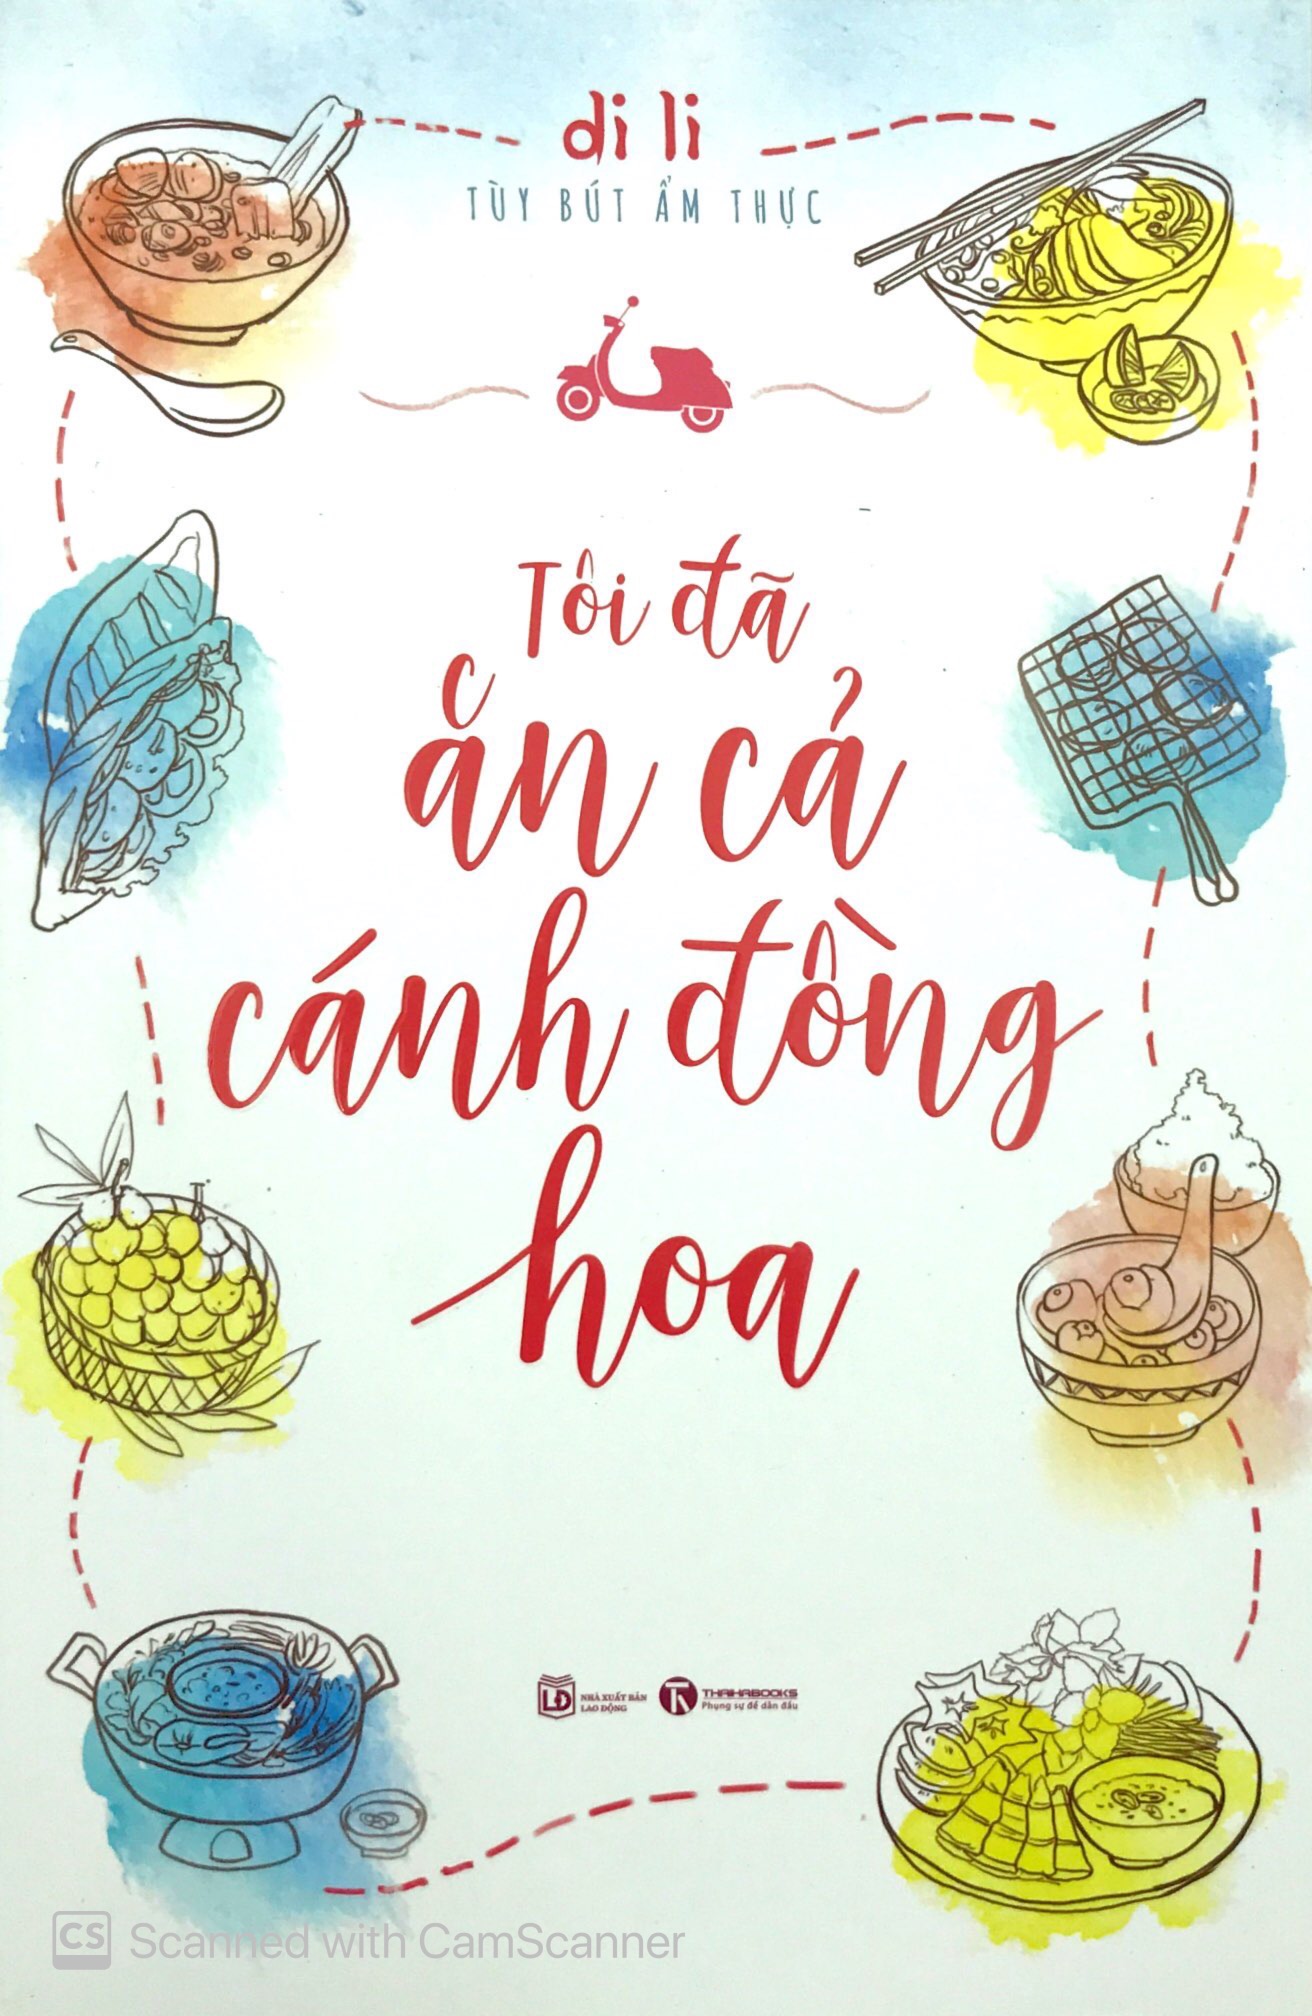 di li
TÙY BÚT ẨM THỰC
Tôi đã
ăn cả
cánh đồng
hoa
LĐ NHÀ XUẤT BẢN
LAO ĐỘNG
THAIHABOOKS
Phụng sự để dẫn đầu
CS Scanned with CamScanner